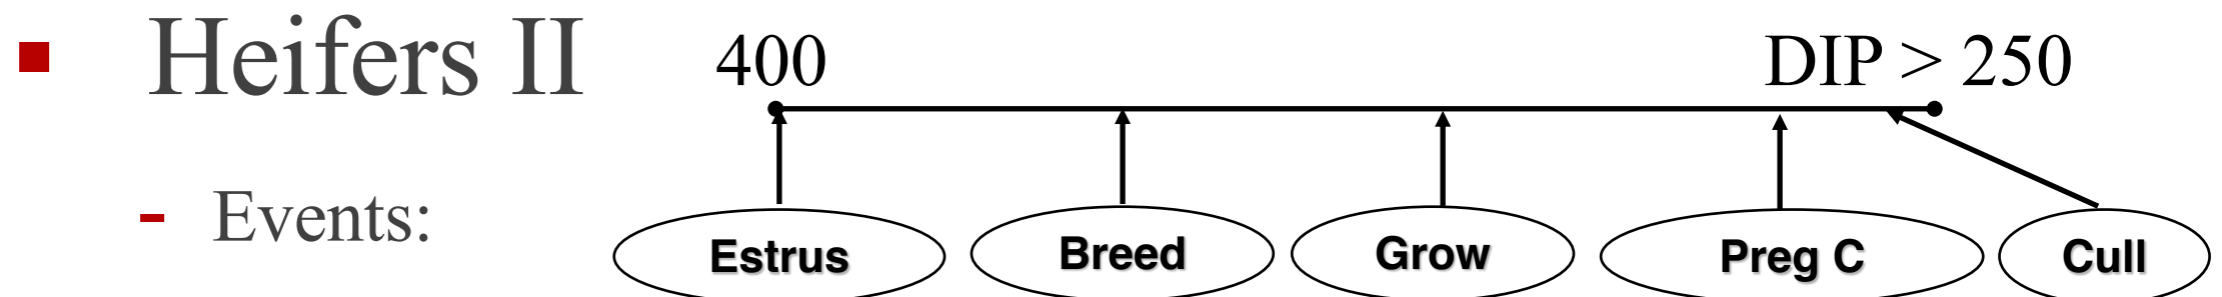 Heifers II
400
DIP > 250
- Events:
Estrus
Breed
Grow
Preg C
Cull